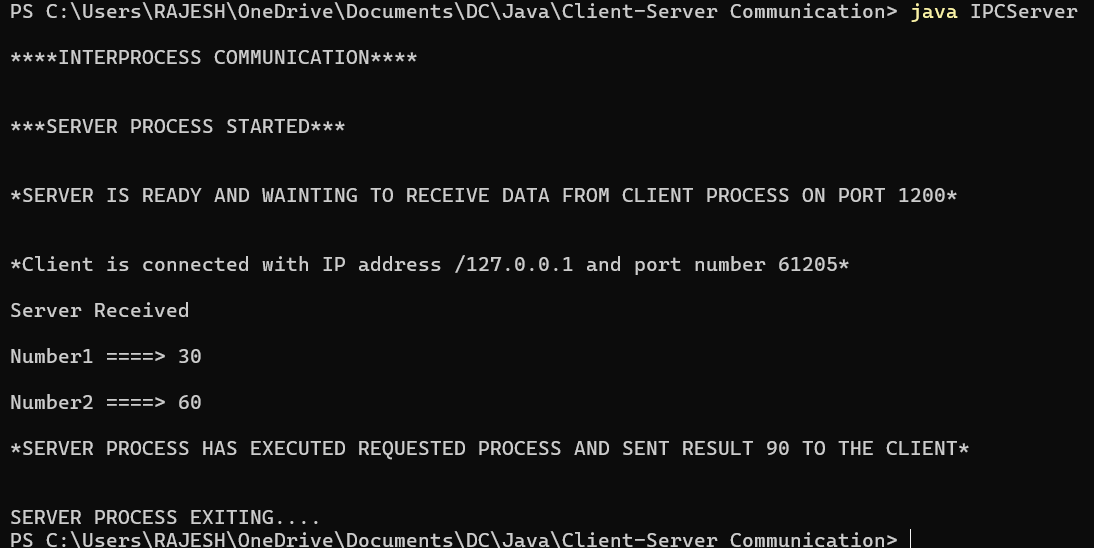 PS C:\Users\RAJESH\OneDrive\Documents\DC\Java\Client-Server Communication> java IPCServer
****INTERPROCESS COMMUNICATION****
***SERVER PROCESS STARTED***
*SERVER IS READY AND WAINTING TO RECEIVE DATA FROM CLIENT PROCESS ON PORT 1200*
*Client is connected with IP address /127.0.0.1 and port number 61205*
Server Received
Number1 ====> 30
Number2 ====> 60
*SERVER PROCESS HAS EXECUTED REQUESTED PROCESS AND SENT RESULT 90 TO THE CLIENT*
SERVER PROCESS EXITING....
PS C:\Users\RAJESH\OneDrive\Documents\DC\Java\Client-Server Communication>